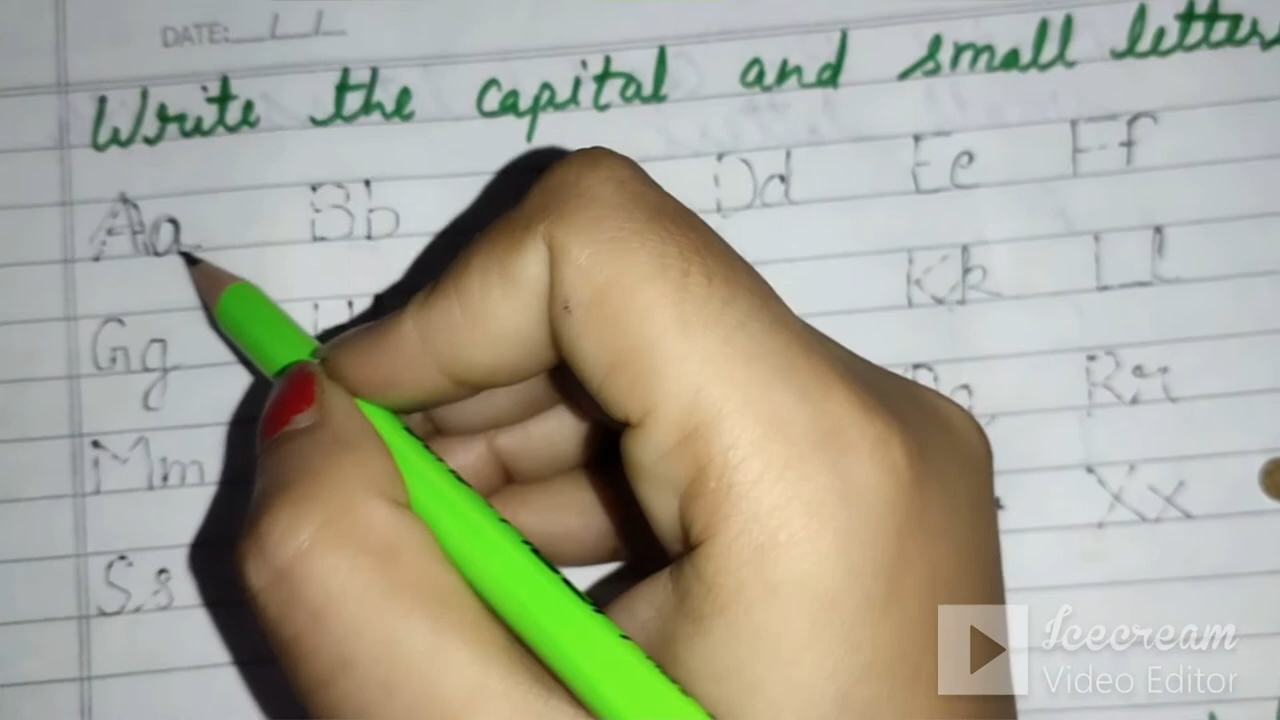 DATE:
Write the capital and small letters
Aa Bb Dd Ee Ff
Gg Kk Ll
Mm Rr
Ss Xx
Icecream
Video Editor